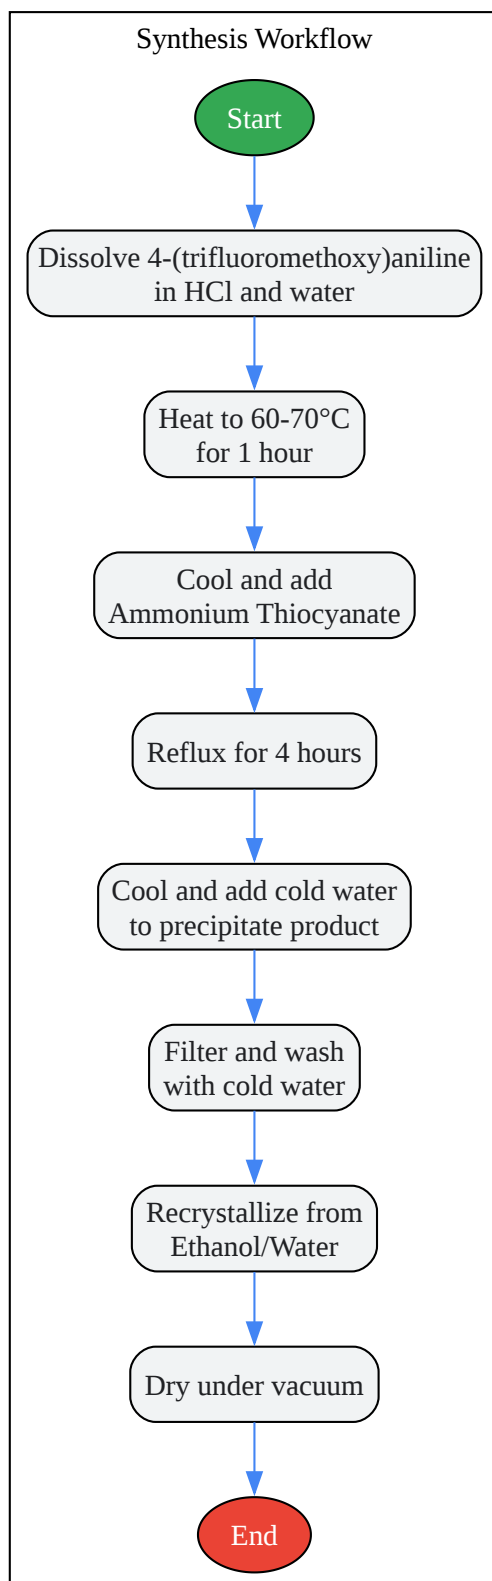 Synthesis Workflow
Start
Dissolve 4-(trifluoromethoxy)aniline
in HCl and water
Heat to 60-70°C
for 1 hour
Cool and add
Ammonium Thiocyanate
Reflux for 4 hours
Cool and add cold water
to precipitate product
Filter and wash
with cold water
Recrystallize from
Ethanol/Water
Dry under vacuum
End